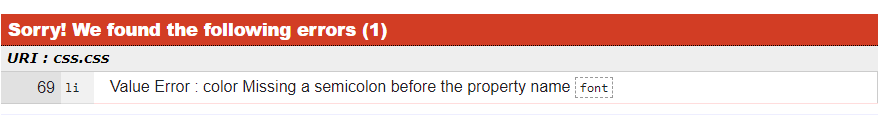 Sorry! We found the following errors (1)
URI : css.css
69 li Value Error : color Missing a semicolon before the property name font